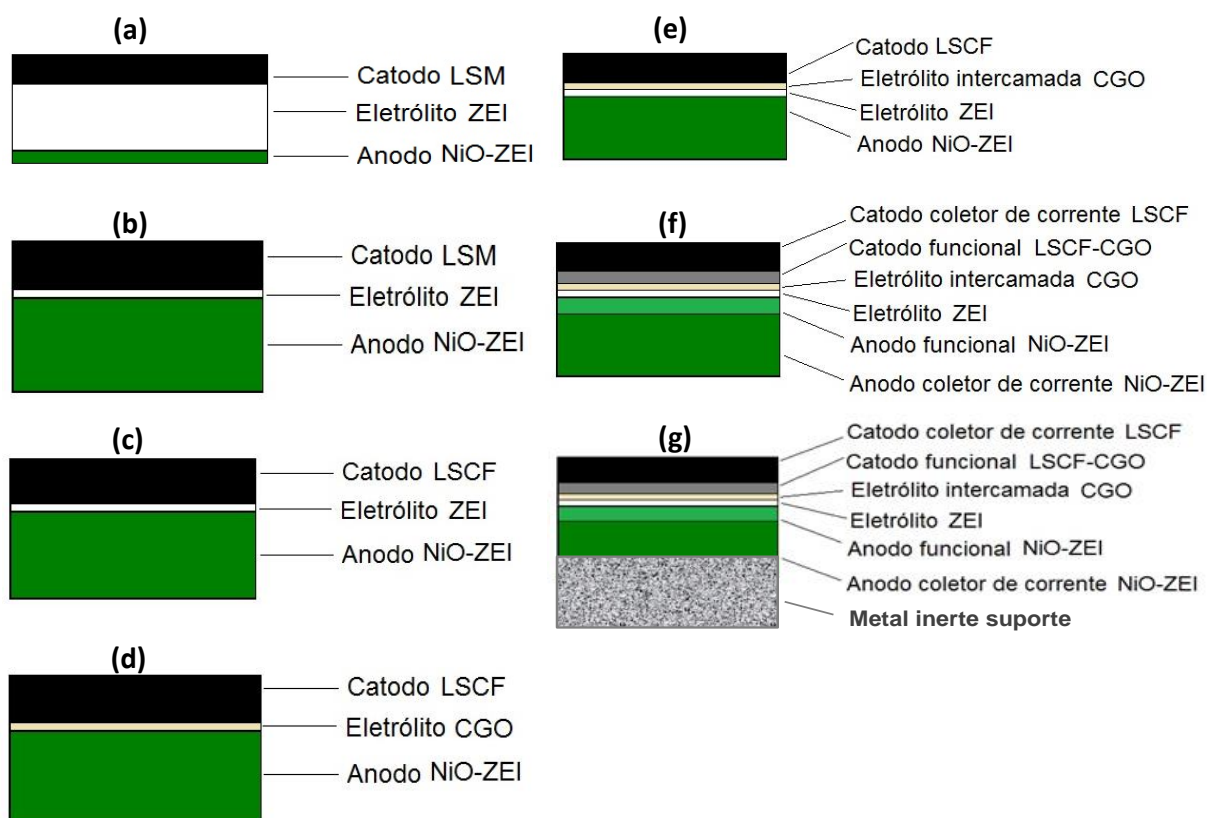 (a)
Catodo LSM
Eletrólito ZEI
Anodo NiO-ZEI
(b)
Catodo LSM
Eletrólito ZEI
Anodo NiO-ZEI
(c)
Catodo LSCF
Eletrólito ZEI
Anodo NiO-ZEI
(d)
Catodo LSCF
Eletrólito CGO
Anodo NiO-ZEI
(e)
Catodo LSCF
Eletrólito intercamada CGO
Eletrólito ZEI
Anodo NiO-ZEI
(f)
Catodo coletor de corrente LSCF
Catodo funcional LSCF-CGO
Eletrólito intercamada CGO
Eletrólito ZEI
Anodo funcional NiO-ZEI
Anodo coletor de corrente NiO-ZEI
(g)
Catodo coletor de corrente LSCF
Catodo funcional LSCF-CGO
Eletrólito intercamada CGO
Eletrólito ZEI
Anodo funcional NiO-ZEI
Anodo coletor de corrente NiO-ZEI
Metal inerte suporte